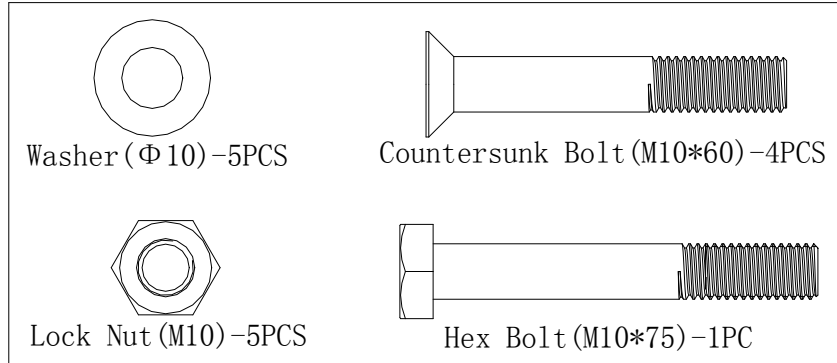 Washer(Φ10)-5PCS
Countersunk Bolt(M10*60)-4PCS
Lock Nut(M10)-5PCS
Hex Bolt(M10*75)-1PC